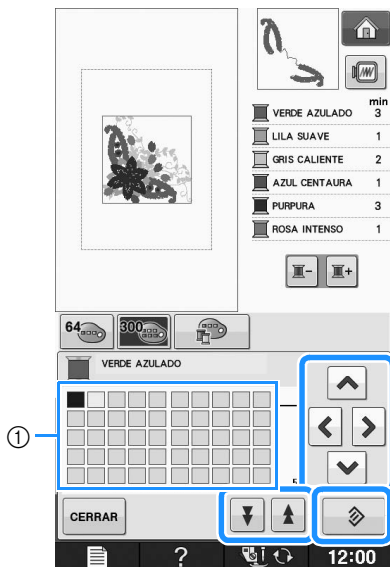 min
VERDE AZULADO 3
LILA SUAVE 1
GRIS CALIENTE 2
AZUL CENTAURA 1
PURPURA 3
ROSA INTENSO 1
- +
64 300
VERDE AZULADO
①
5
CERRAR
? 12:00